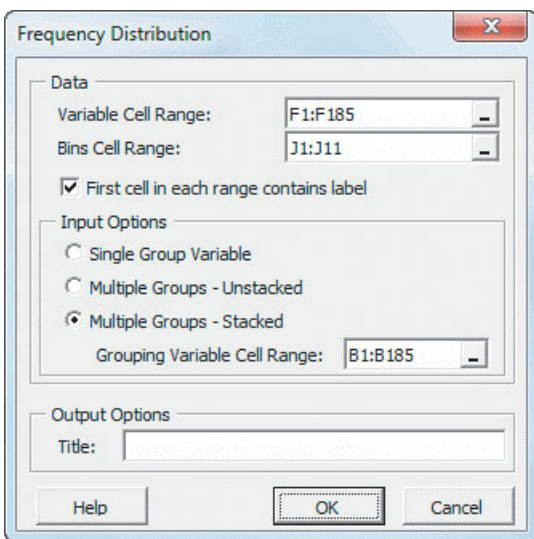 Frequency Distribution
Data
Variable Cell Range: F1:F185
Bins Cell Range: J1:J11
First cell in each range contains label
Input Options
Single Group Variable
Multiple Groups - Unstacked
Multiple Groups - Stacked
Grouping Variable Cell Range: B1:B185
Output Options
Title:
Help OK Cancel